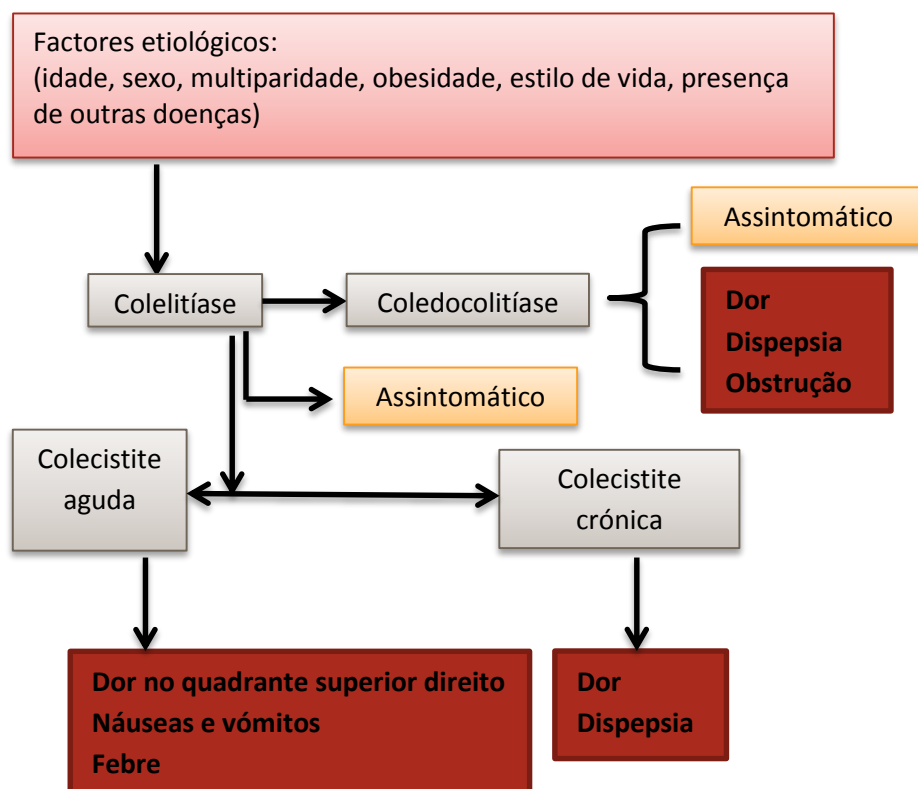 Factores etiológicos:
(idade, sexo, multiparidade, obesidade, estilo de vida, presença
de outras doenças)
Assintomático
Colelitíase
Coledocolitíase
Dor
Dispepsia
Obstrução
Assintomático
Colecistite
aguda
Colecistite
crónica
Dor no quadrante superior direito
Náuseas e vómitos
Febre
Dor
Dispepsia